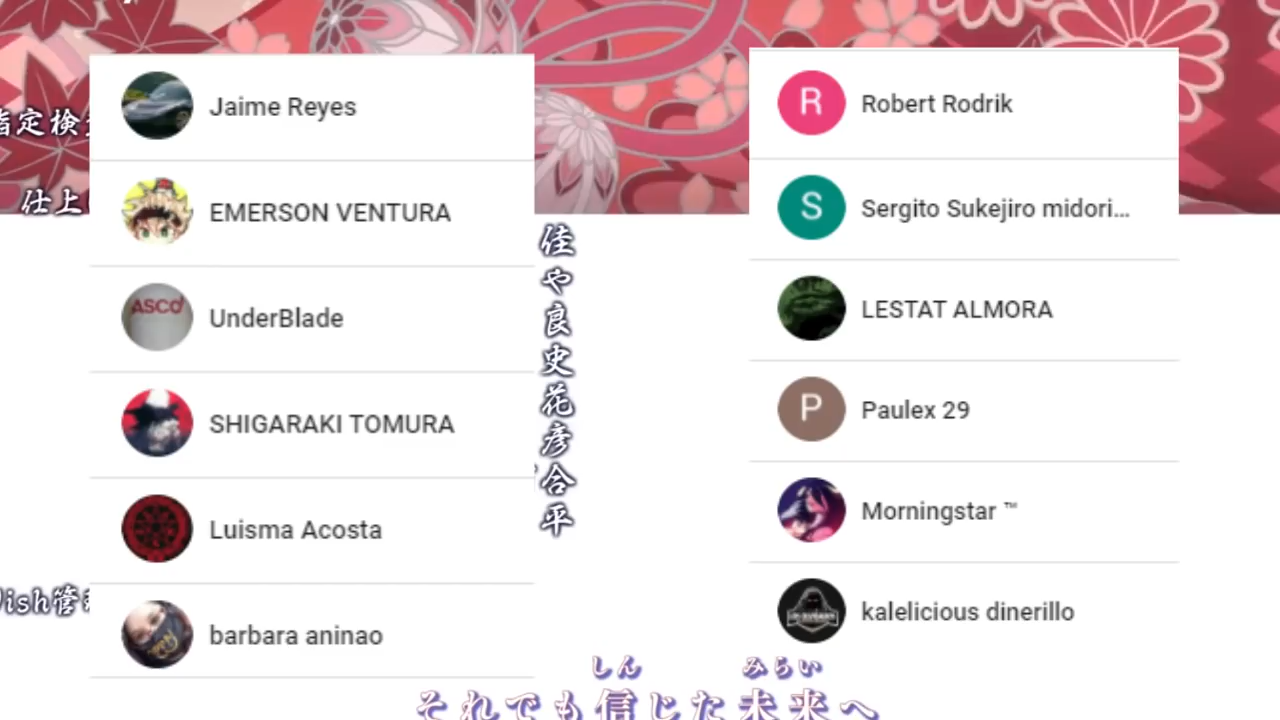 Jaime Reyes
EMERSON VENTURA
UnderBlade
SHIGARAKI TOMURA
Luisma Acosta
barbara aninao
Robert Rodrik
Sergito Sukejiro midori...
LESTAT ALMORA
Paulex 29
Morningstar ™
kalelicious dinerillo
R
S
P
ASCO
指定検
仕上
佳や良史花彦合平
ish管
しん みらい
それでも信じた未来へ